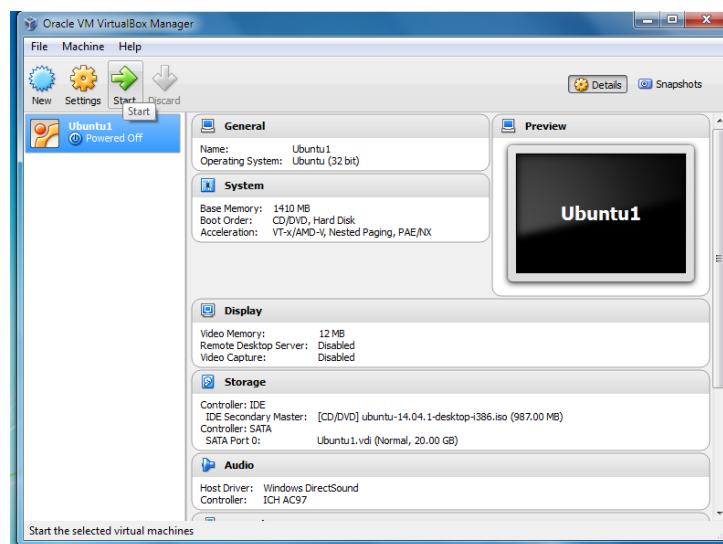 Oracle VM VirtualBox Manager
File Machine Help
New Settings Start Discard
Start
Details Snapshots
Ubuntu1
Powered Off
General
Name: Ubuntu1
Operating System: Ubuntu (32 bit)
System
Base Memory: 1410 MB
Boot Order: CD/DVD, Hard Disk
Acceleration: VT-x/AMD-V, Nested Paging, PAE/NX
Preview
Ubuntu1
Display
Video Memory: 12 MB
Remote Desktop Server: Disabled
Video Capture: Disabled
Storage
Controller: IDE
IDE Secondary Master: [CD/DVD] ubuntu-14.04.1-desktop-i386.iso (987.00 MB)
Controller: SATA
SATA Port 0: Ubuntu1.vdi (Normal, 20.00 GB)
Audio
Host Driver: Windows DirectSound
Controller: ICH AC97
Start the selected virtual machines